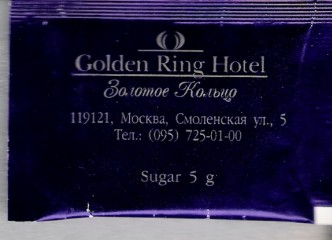 Golden Ring Hotel
Золотое Кольцо
119121, Москва, Смоленская ул., 5
Тел.: (095) 725-01-00
Sugar 5 g